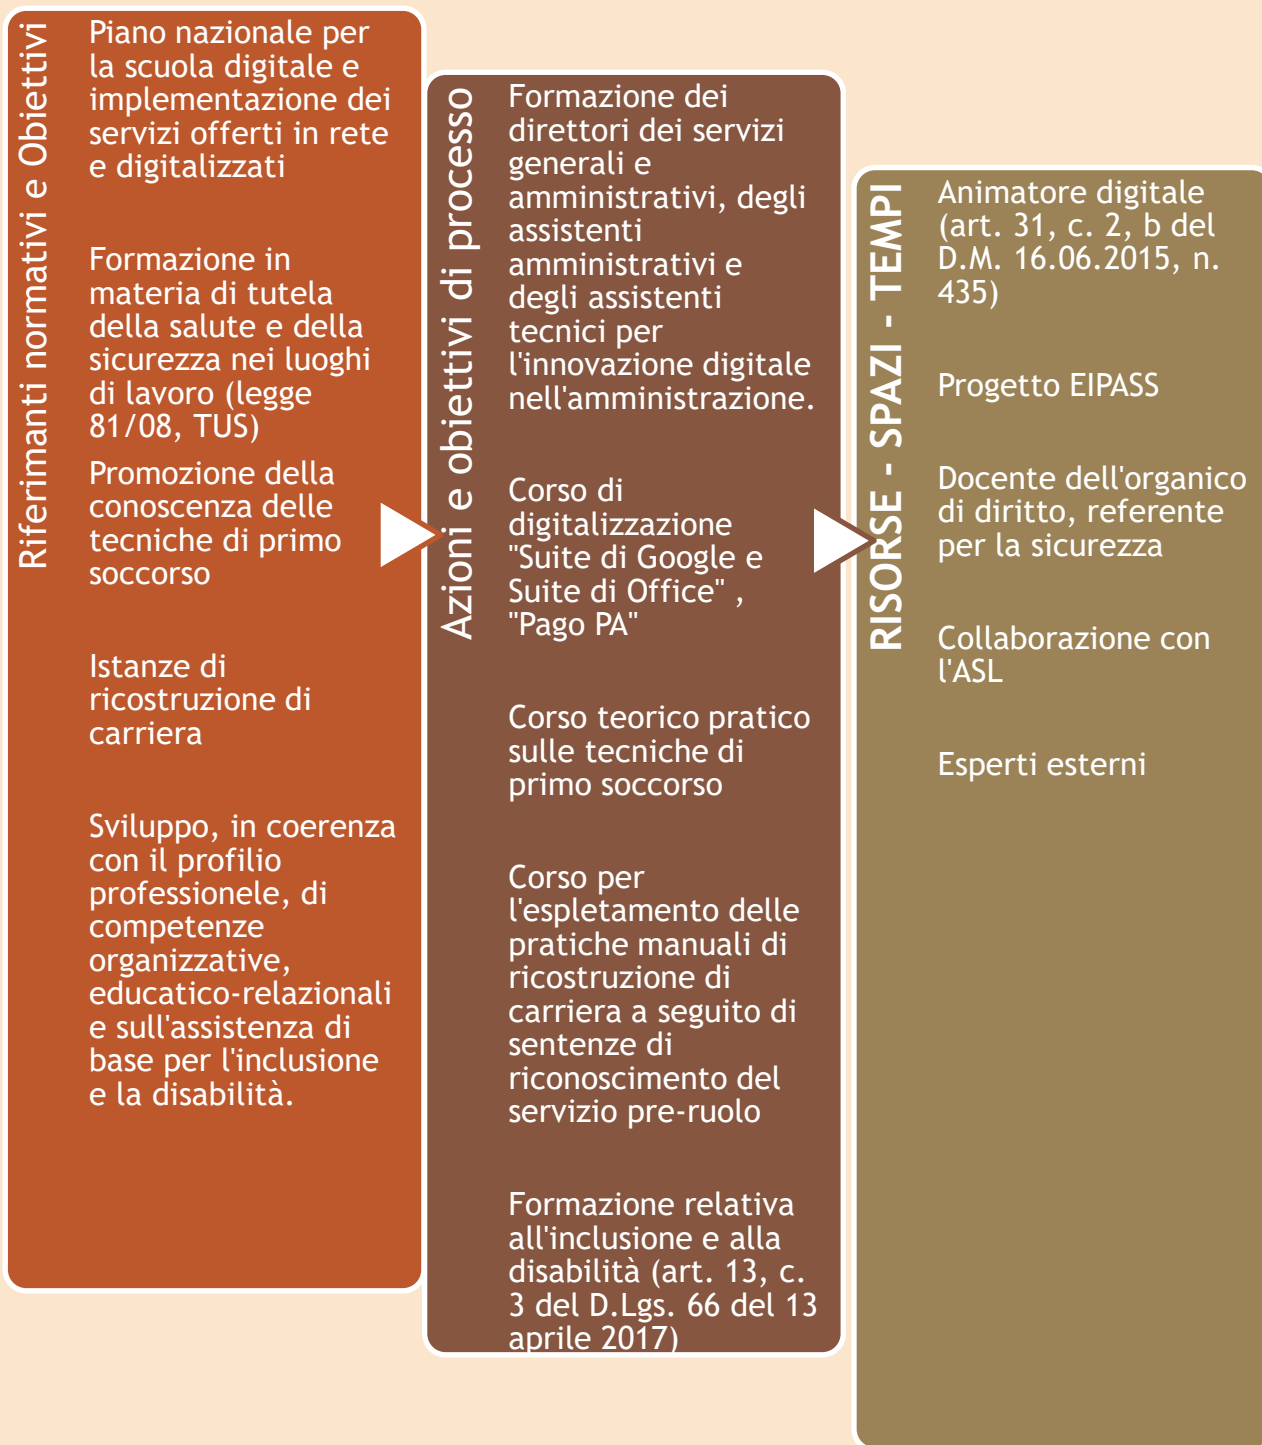 Riferimanti normativi e Obiettivi
Piano nazionale per
la scuola digitale e
implementazione dei
servizi offerti in rete
e digitalizzati
Formazione in
materia di tutela
della salute e della
sicurezza nei luoghi
di lavoro (legge
81/08, TUS)
Promozione della
conoscenza delle
tecniche di primo
soccorso
Istanze di
ricostruzione di
carriera
Sviluppo, in coerenza
con il profilio
professionele, di
competenze
organizzative,
educatico-relazionali
e sull'assistenza di
base per l'inclusione
e la disabilità.
Azioni e obiettivi di processo
Formazione dei
direttori dei servizi
generali e
amministrativi, degli
assistenti
amministrativi e
degli assistenti
tecnici per
l'innovazione digitale
nell'amministrazione.
Corso di
digitalizzazione
"Suite di Google e
Suite di Office" ,
"Pago PA"
Corso teorico pratico
sulle tecniche di
primo soccorso
Corso per
l'espletamento delle
pratiche manuali di
ricostruzione di
carriera a seguito di
sentenze di
riconoscimento del
servizio pre-ruolo
Formazione relativa
all'inclusione e alla
disabilità (art. 13, c.
3 del D.Lgs. 66 del 13
aprile 2017)
RISORSE - SPAZI - TEMPI
Animatore digitale
(art. 31, c. 2, b del
D.M. 16.06.2015, n.
435)
Progetto EIPASS
Docente dell'organico
di diritto, referente
per la sicurezza
Collaborazione con
l'ASL
Esperti esterni